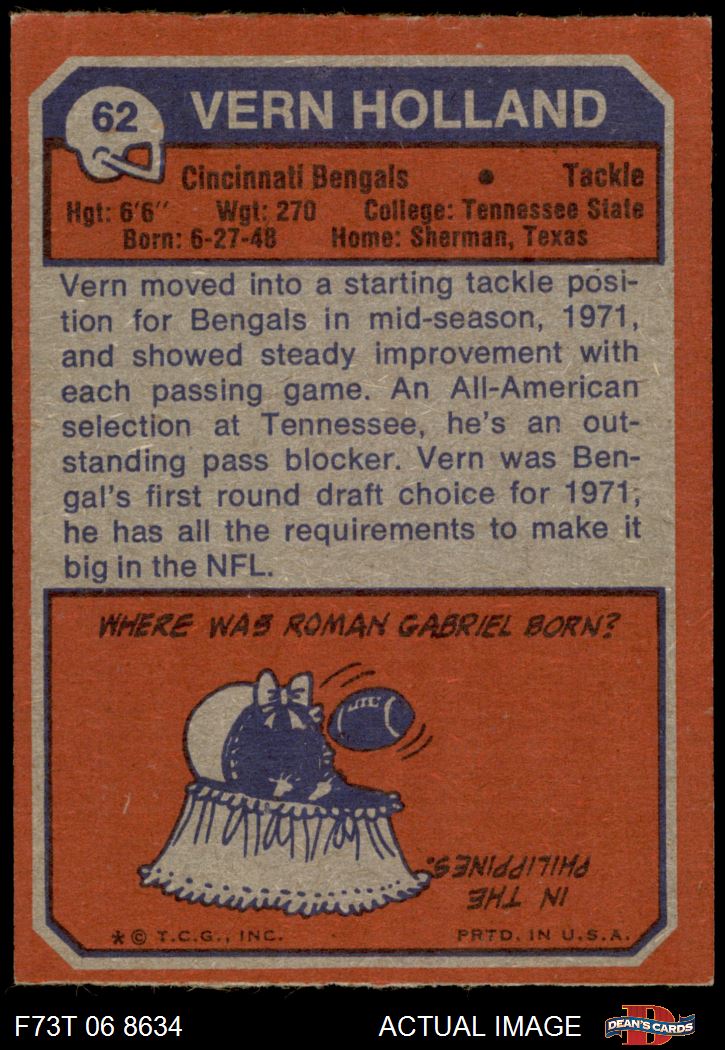 62
VERN HOLLAND
Cincinnati Bengals • Tackle
Hgt: 6'6" Wgt: 270 College: Tennessee State
Born: 6-27-48 Home: Sherman, Texas
Vern moved into a starting tackle posi-
tion for Bengals in mid-season, 1971,
and showed steady improvement with
each passing game. An All-American
selection at Tennessee, he's an out-
standing pass blocker. Vern was Ben-
gal's first round draft choice for 1971;
he has all the requirements to make it
big in the NFL.
WHERE WAS ROMAN GABRIEL BORN?
IN THE
PHILIPPINES.
* © T.C.G., INC. PRTD. IN U.S.A.
F73T 06 8634 ACTUAL IMAGE DEAN'S CARDS